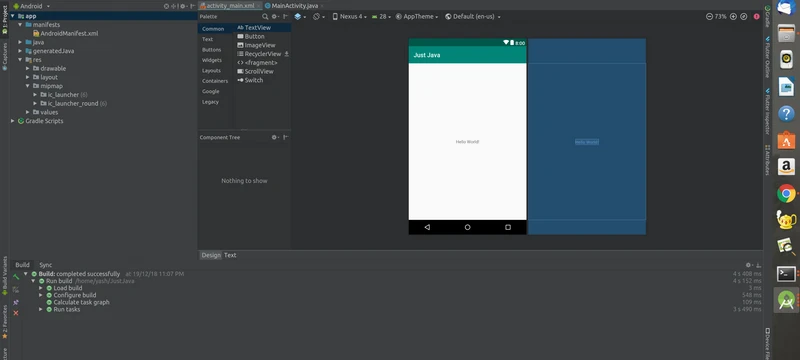 Android
app
manifests
AndroidManifest.xml
java
generatedJava
res
drawable
layout
mipmap
ic_launcher (6)
ic_launcher_round (6)
values
Gradle Scripts
1: Project
Captures
Build Variants
2: Favorites
activity_main.xml
MainActivity.java
Palette
Common
Text
Buttons
Widgets
Layouts
Containers
Google
Legacy
Ab TextView
Button
ImageView
RecyclerView
<fragment>
ScrollView
Switch
Component Tree
Nothing to show
Design Text
Nexus 4
28
AppTheme
Default (en-us)
73%
8:00
Just Java
Hello World!
Hello World!
Gradle
Flutter Outline
Flutter Inspector
Attributes
Device File
Build Sync
Build: completed successfully at 19/12/18 11:07 PM 4 s 408 ms
Run build /home/yash/JustJava 4 s 152 ms
Load build 3 ms
Configure build 548 ms
Calculate task graph 109 ms
Run tasks 3 s 490 ms